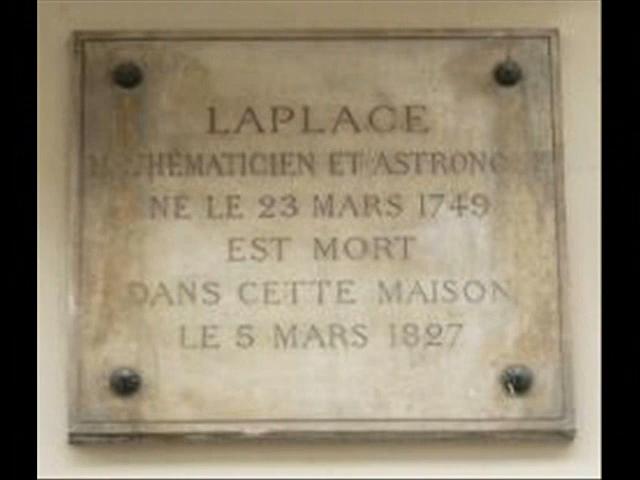 LAPLACE
MATHÉMATICIEN ET ASTRONOME
NÉ LE 23 MARS 1749
EST MORT
DANS CETTE MAISON
LE 5 MARS 1827